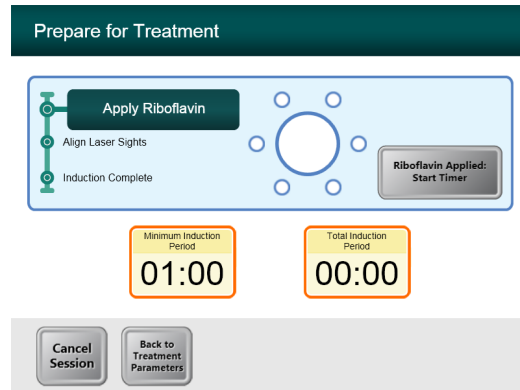 Prepare for Treatment
Apply Riboflavin
Align Laser Sights
Induction Complete
Riboflavin Applied:
Start Timer
Minimum Induction
Period
01:00
Total Induction
Period
00:00
Cancel
Session
Back to
Treatment
Parameters